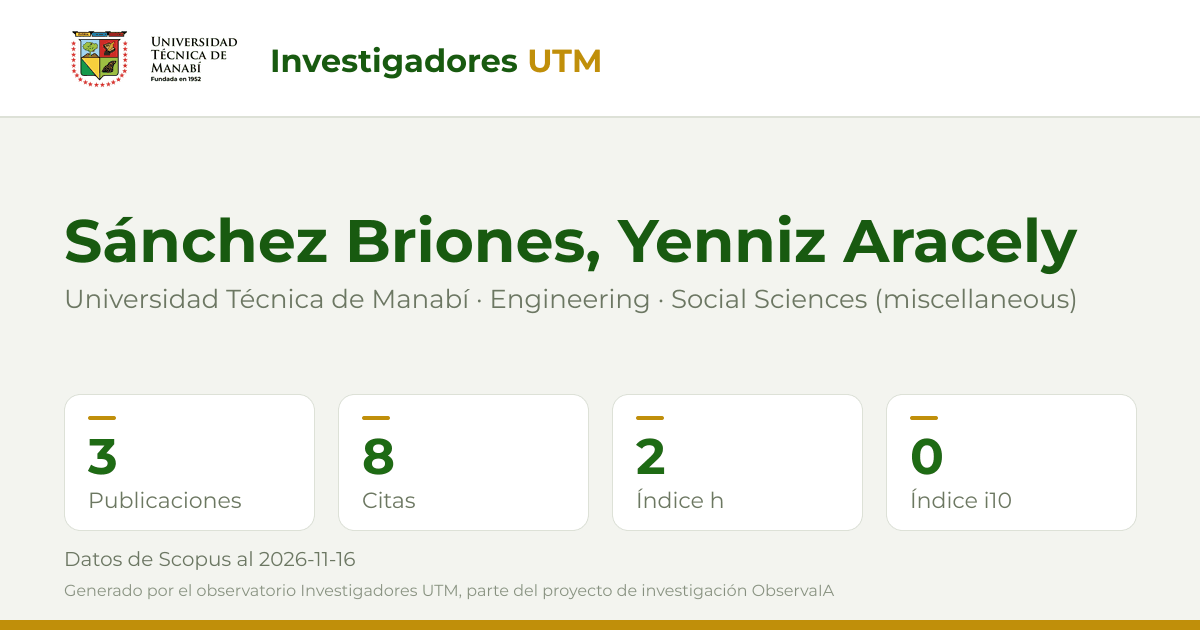 UNIVERSIDAD
TÉCNICA DE
MANABÍ
Fundada en 1952
Investigadores UTM
Sánchez Briones, Yenniz Aracely
Universidad Técnica de Manabí · Engineering · Social Sciences (miscellaneous)
3
Publicaciones
8
Citas
2
Índice h
0
Índice i10
Datos de Scopus al 2026-11-16
Generado por el observatorio Investigadores UTM, parte del proyecto de investigación ObservaIA